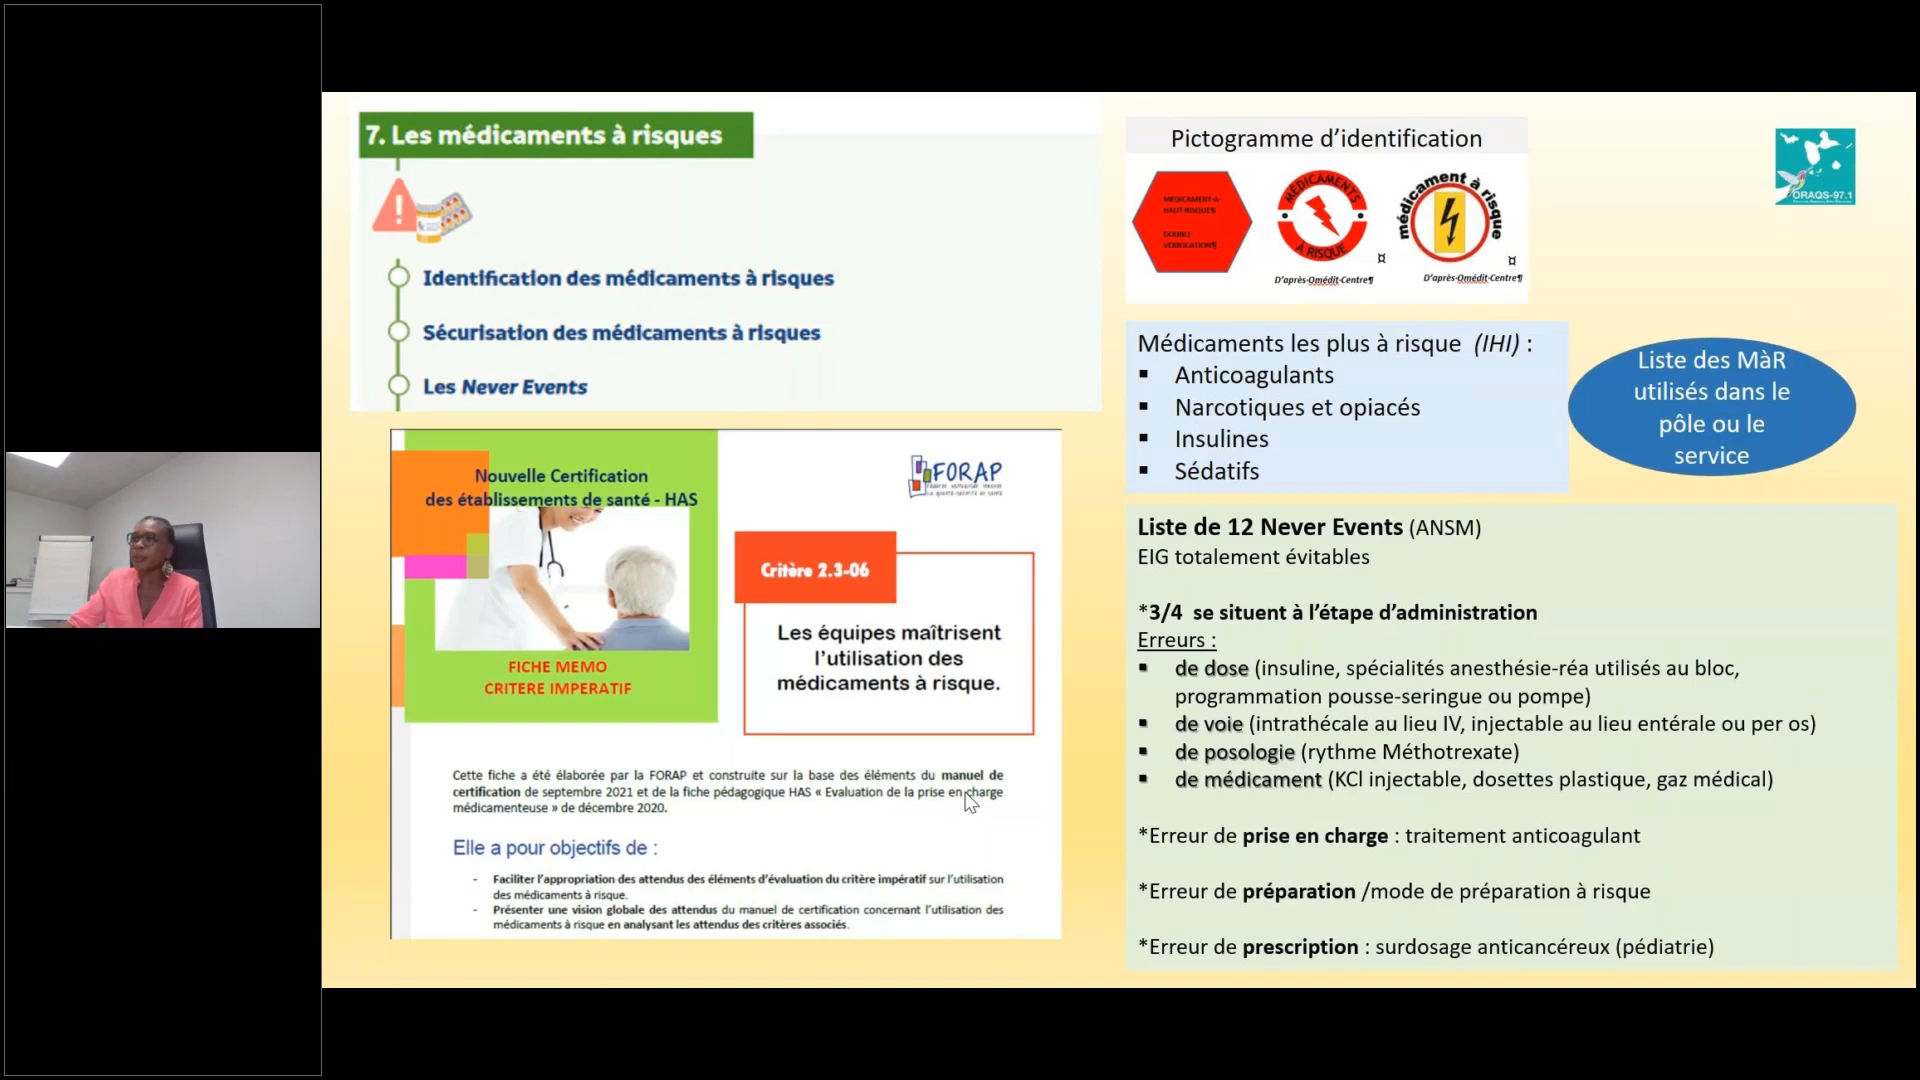 7. Les médicaments à risques
Identification des médicaments à risques
Sécurisation des médicaments à risques
Les Never Events
Nouvelle Certification
des établissements de santé - HAS
FICHE MEMO
CRITERE IMPERATIF
FORAP
Critère 2.3-06
Les équipes maîtrisent
l'utilisation des
médicaments à risque.
Cette fiche a été élaborée par la FORAP et construite sur la base des éléments du manuel de
certification de septembre 2021 et de la fiche pédagogique HAS « Evaluation de la prise en charge
médicamenteuse » de décembre 2020.
Elle a pour objectifs de :
- Faciliter l'appropriation des attendus des éléments d'évaluation du critère impératif sur l'utilisation
des médicaments à risque.
- Présenter une vision globale des attendus du manuel de certification concernant l'utilisation des
médicaments à risque en analysant les attendus des critères associés.
Pictogramme d'identification
MÉDICAMENT·A·
HAUT·RISQUE¶
DOUBLE·
VÉRIFICATION¶
MÉDICAMENTS
À RISQUE
¤
D'après·Omédit·Centre¶
médicament à risque
¤
D'après·Omédit·Centre¶
ORAQS-97.1
Médicaments les plus à risque (IHI) :
▪ Anticoagulants
▪ Narcotiques et opiacés
▪ Insulines
▪ Sédatifs
Liste des MàR
utilisés dans le
pôle ou le
service
Liste de 12 Never Events (ANSM)
EIG totalement évitables
*3/4 se situent à l'étape d'administration
Erreurs :
▪ de dose (insuline, spécialités anesthésie-réa utilisés au bloc,
programmation pousse-seringue ou pompe)
▪ de voie (intrathécale au lieu IV, injectable au lieu entérale ou per os)
▪ de posologie (rythme Méthotrexate)
▪ de médicament (KCl injectable, dosettes plastique, gaz médical)
*Erreur de prise en charge : traitement anticoagulant
*Erreur de préparation /mode de préparation à risque
*Erreur de prescription : surdosage anticancéreux (pédiatrie)